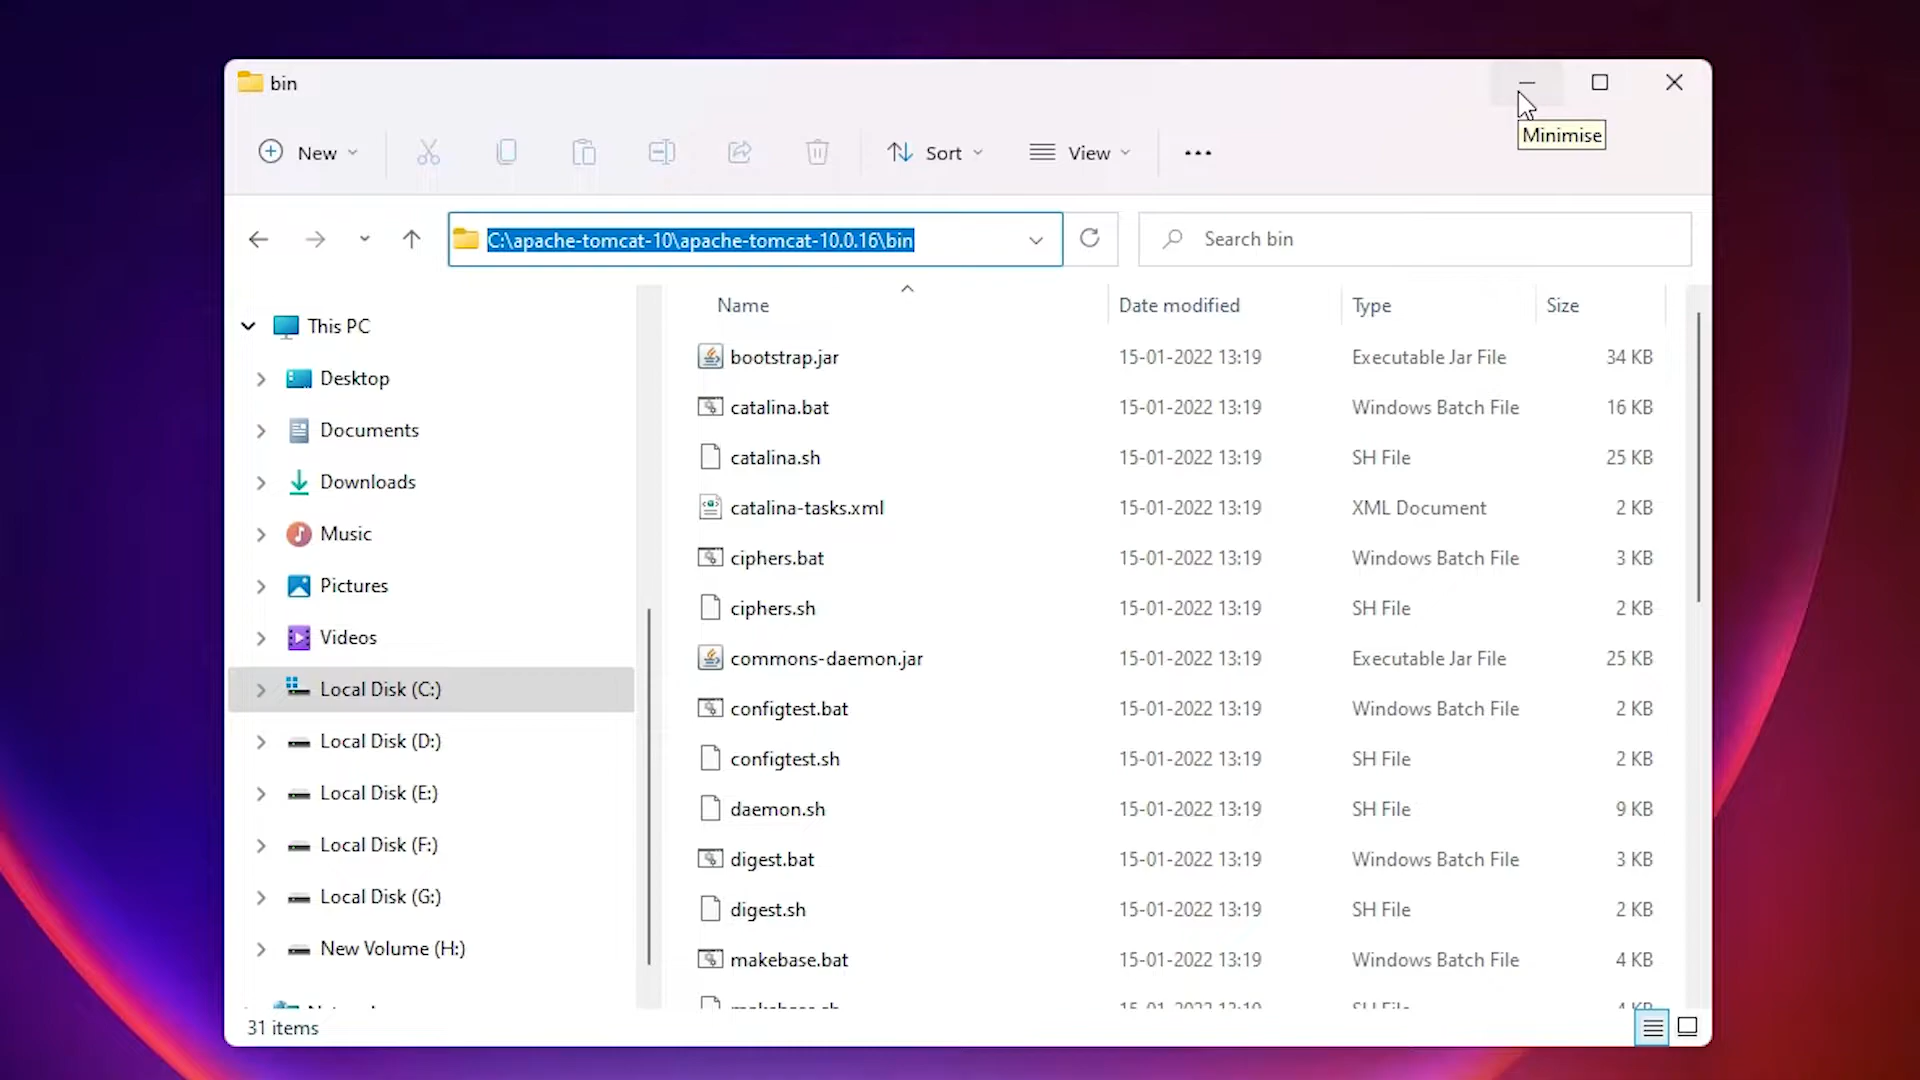 bin
Minimise
New
Sort
View
C:\apache-tomcat-10\apache-tomcat-10.0.16\bin
Search bin
This PC
Desktop
Documents
Downloads
Music
Pictures
Videos
Local Disk (C:)
Local Disk (D:)
Local Disk (E:)
Local Disk (F:)
Local Disk (G:)
New Volume (H:)
Name Date modified Type Size
bootstrap.jar 15-01-2022 13:19 Executable Jar File 34 KB
catalina.bat 15-01-2022 13:19 Windows Batch File 16 KB
catalina.sh 15-01-2022 13:19 SH File 25 KB
catalina-tasks.xml 15-01-2022 13:19 XML Document 2 KB
ciphers.bat 15-01-2022 13:19 Windows Batch File 3 KB
ciphers.sh 15-01-2022 13:19 SH File 2 KB
commons-daemon.jar 15-01-2022 13:19 Executable Jar File 25 KB
configtest.bat 15-01-2022 13:19 Windows Batch File 2 KB
configtest.sh 15-01-2022 13:19 SH File 2 KB
daemon.sh 15-01-2022 13:19 SH File 9 KB
digest.bat 15-01-2022 13:19 Windows Batch File 3 KB
digest.sh 15-01-2022 13:19 SH File 2 KB
makebase.bat 15-01-2022 13:19 Windows Batch File 4 KB
31 items